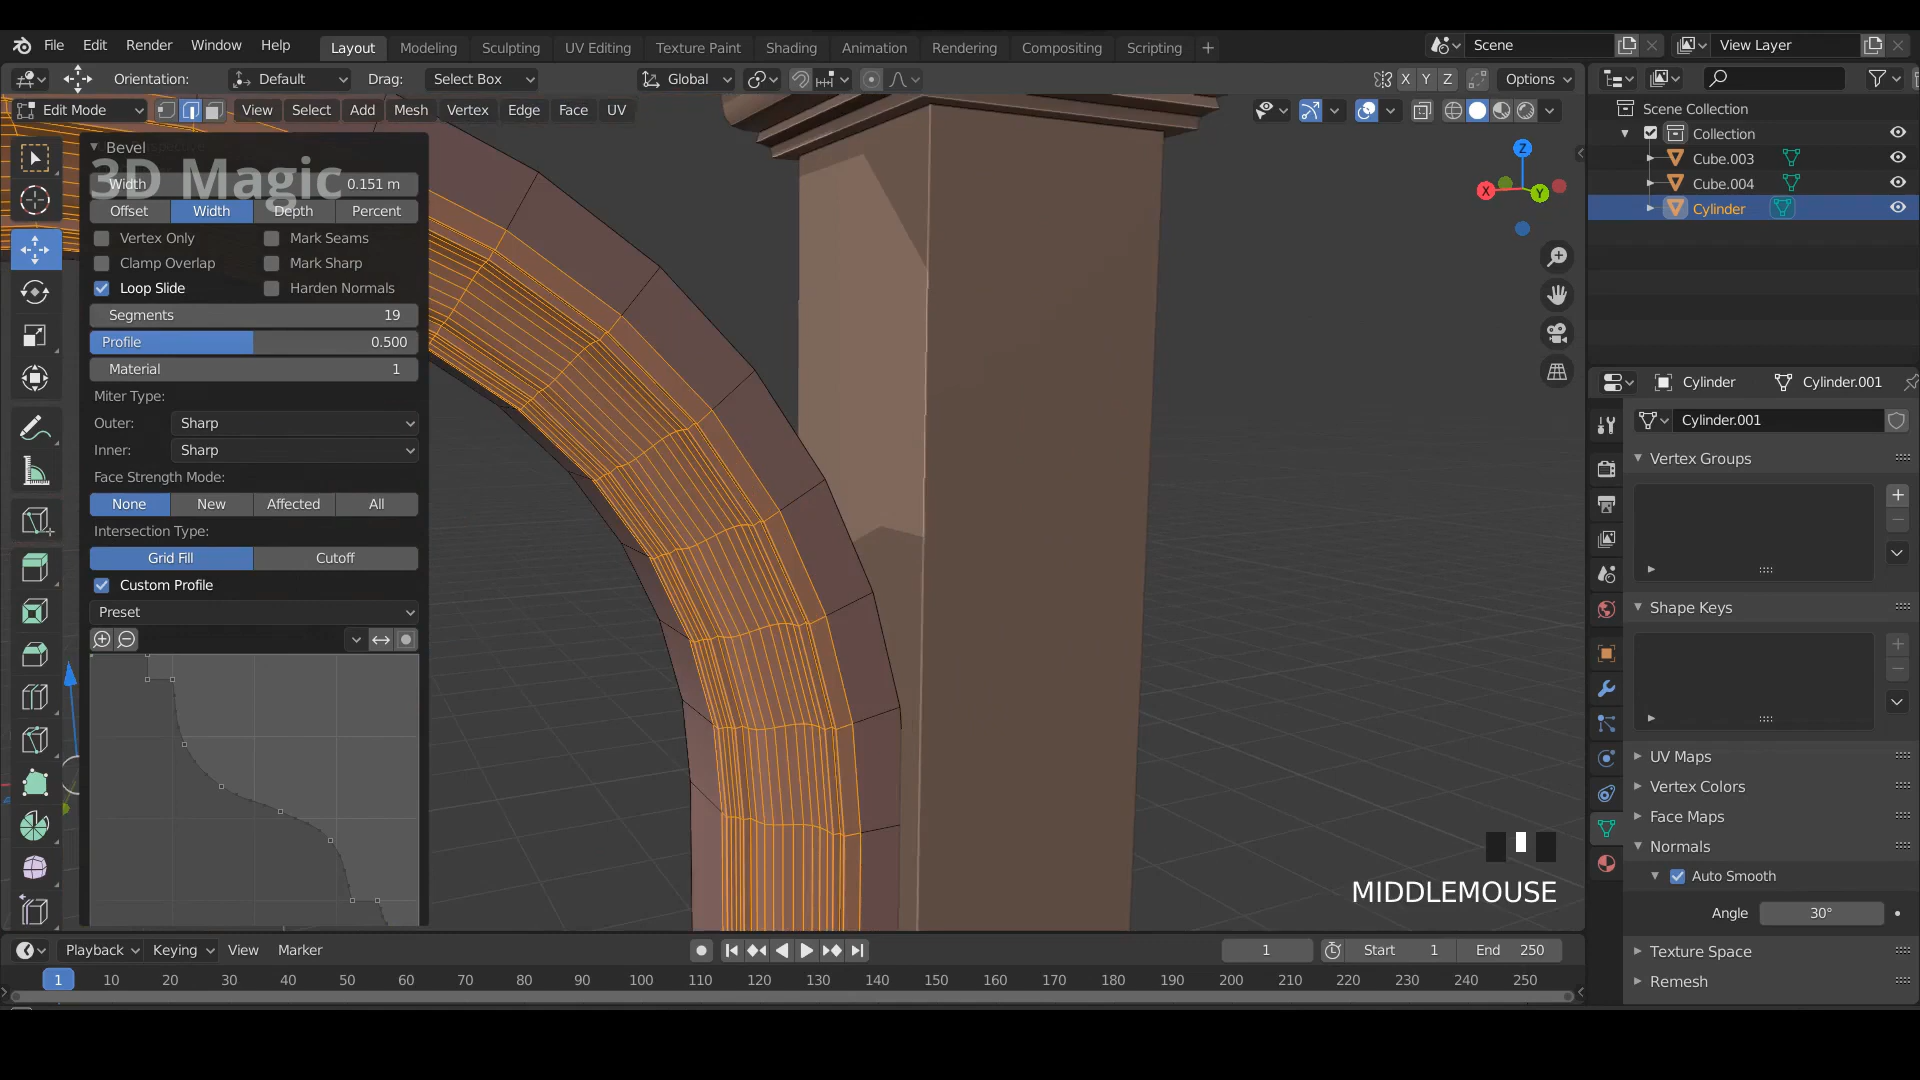 File Edit Render Window Help Layout Modeling Sculpting UV Editing Texture Paint Shading Animation Rendering Compositing Scripting + Scene View Layer
Orientation: Default Drag: Select Box Global X Y Z Options
Edit Mode View Select Add Mesh Vertex Edge Face UV
Scene Collection
Collection
Cube.003
Cube.004
Cylinder
Bevel
3D Magic
Width 0.151 m
Offset Width Depth Percent
Vertex Only Mark Seams
Clamp Overlap Mark Sharp
Loop Slide Harden Normals
Segments 19
Profile 0.500
Material 1
Miter Type:
Outer: Sharp
Inner: Sharp
Face Strength Mode:
None New Affected All
Intersection Type:
Grid Fill Cutoff
Custom Profile
Preset
Z
X Y
Cylinder Cylinder.001
Cylinder.001
Vertex Groups
Shape Keys
UV Maps
Vertex Colors
Face Maps
Normals
Auto Smooth
Angle 30°
Texture Space
Remesh
MIDDLEMOUSE
Playback Keying View Marker 1 Start 1 End 250
1 10 20 30 40 50 60 70 80 90 100 110 120 130 140 150 160 170 180 190 200 210 220 230 240 250